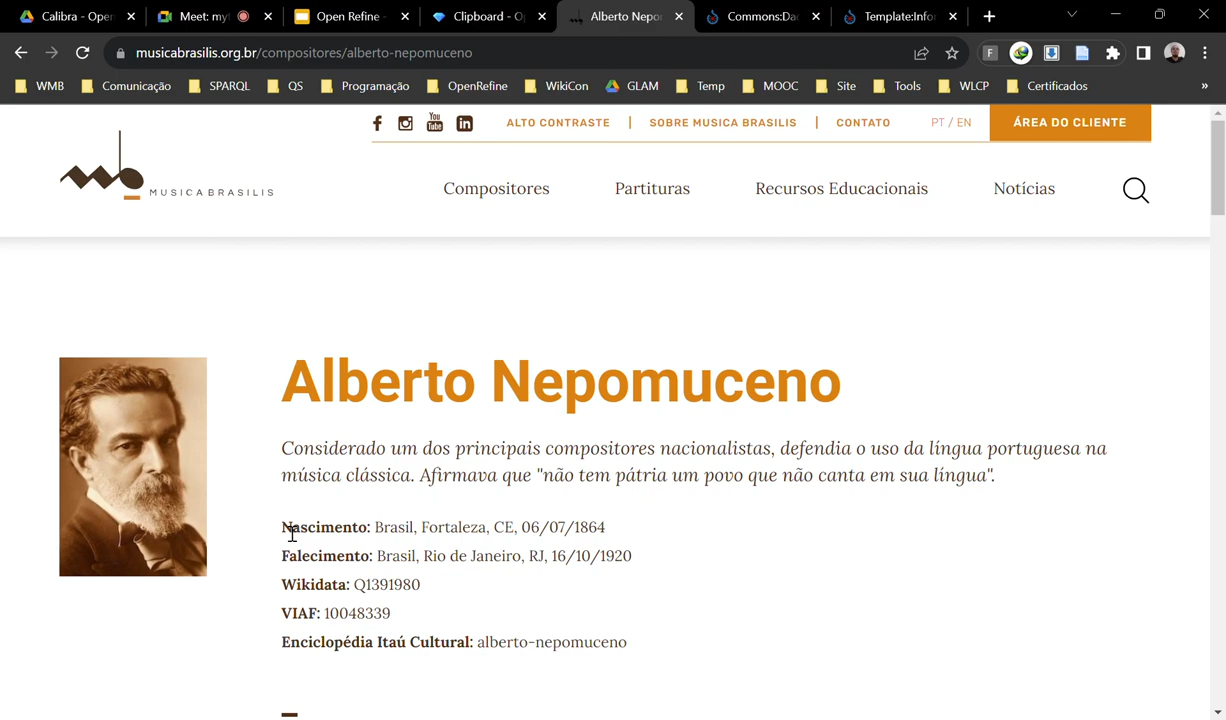 Calibra - Open
Meet: my
Open Refine -
Clipboard - O
Alberto Nepo
Commons:Da
Template:Info
musicabrasilis.org.br/compositores/alberto-nepomuceno
WMB
Comunicação
SPARQL
QS
Programação
OpenRefine
WikiCon
GLAM
Temp
MOOC
Site
Tools
WLCP
Certificados
»
ALTO CONTRASTE | SOBRE MUSICA BRASILIS | CONTATO
PT / EN
ÁREA DO CLIENTE
MUSICABRASILIS
Compositores
Partituras
Recursos Educacionais
Notícias
Alberto Nepomuceno
Considerado um dos principais compositores nacionalistas, defendia o uso da língua portuguesa na
música clássica. Afirmava que "não tem pátria um povo que não canta em sua língua".
Nascimento: Brasil, Fortaleza, CE, 06/07/1864
Falecimento: Brasil, Rio de Janeiro, RJ, 16/10/1920
Wikidata: Q1391980
VIAF: 10048339
Enciclopédia Itaú Cultural: alberto-nepomuceno